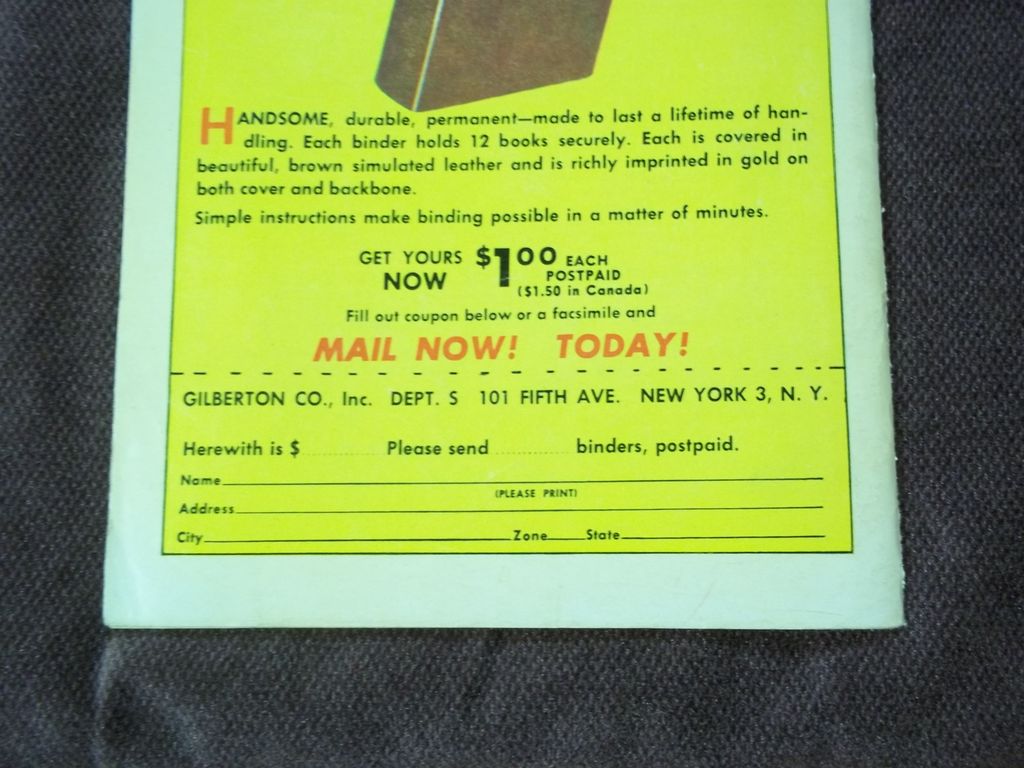 HANDSOME, durable, permanent—made to last a lifetime of han-
dling. Each binder holds 12 books securely. Each is covered in
beautiful, brown simulated leather and is richly imprinted in gold on
both cover and backbone.
Simple instructions make binding possible in a matter of minutes.
GET YOURS NOW $1.00 EACH POSTPAID
($1.50 in Canada)
Fill out coupon below or a facsimile and
MAIL NOW! TODAY!
GILBERTON CO., Inc. DEPT. S 101 FIFTH AVE. NEW YORK 3, N. Y.
Herewith is $ Please send binders, postpaid.
Name
(PLEASE PRINT)
Address
City Zone State